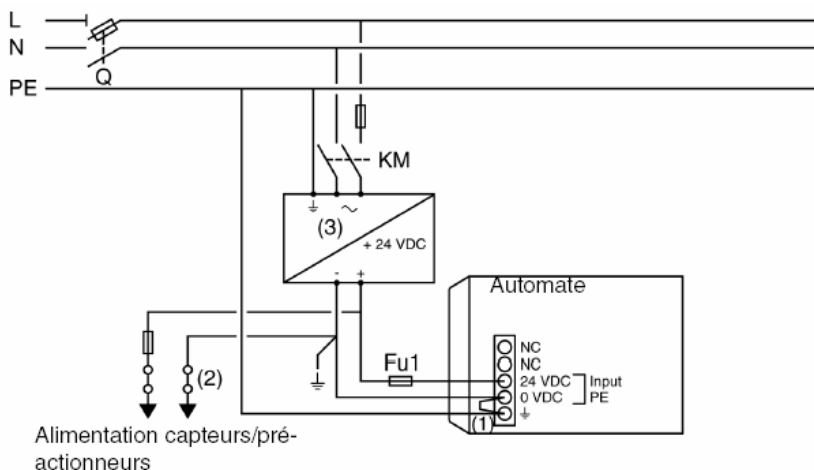 L
N
Q
PE
KM
(3)
+ 24 VDC
- +
Automate
NC
NC
Fu1
24 VDC Input
0 VDC PE
(2)
(1)
Alimentation capteurs/pré-
actionneurs